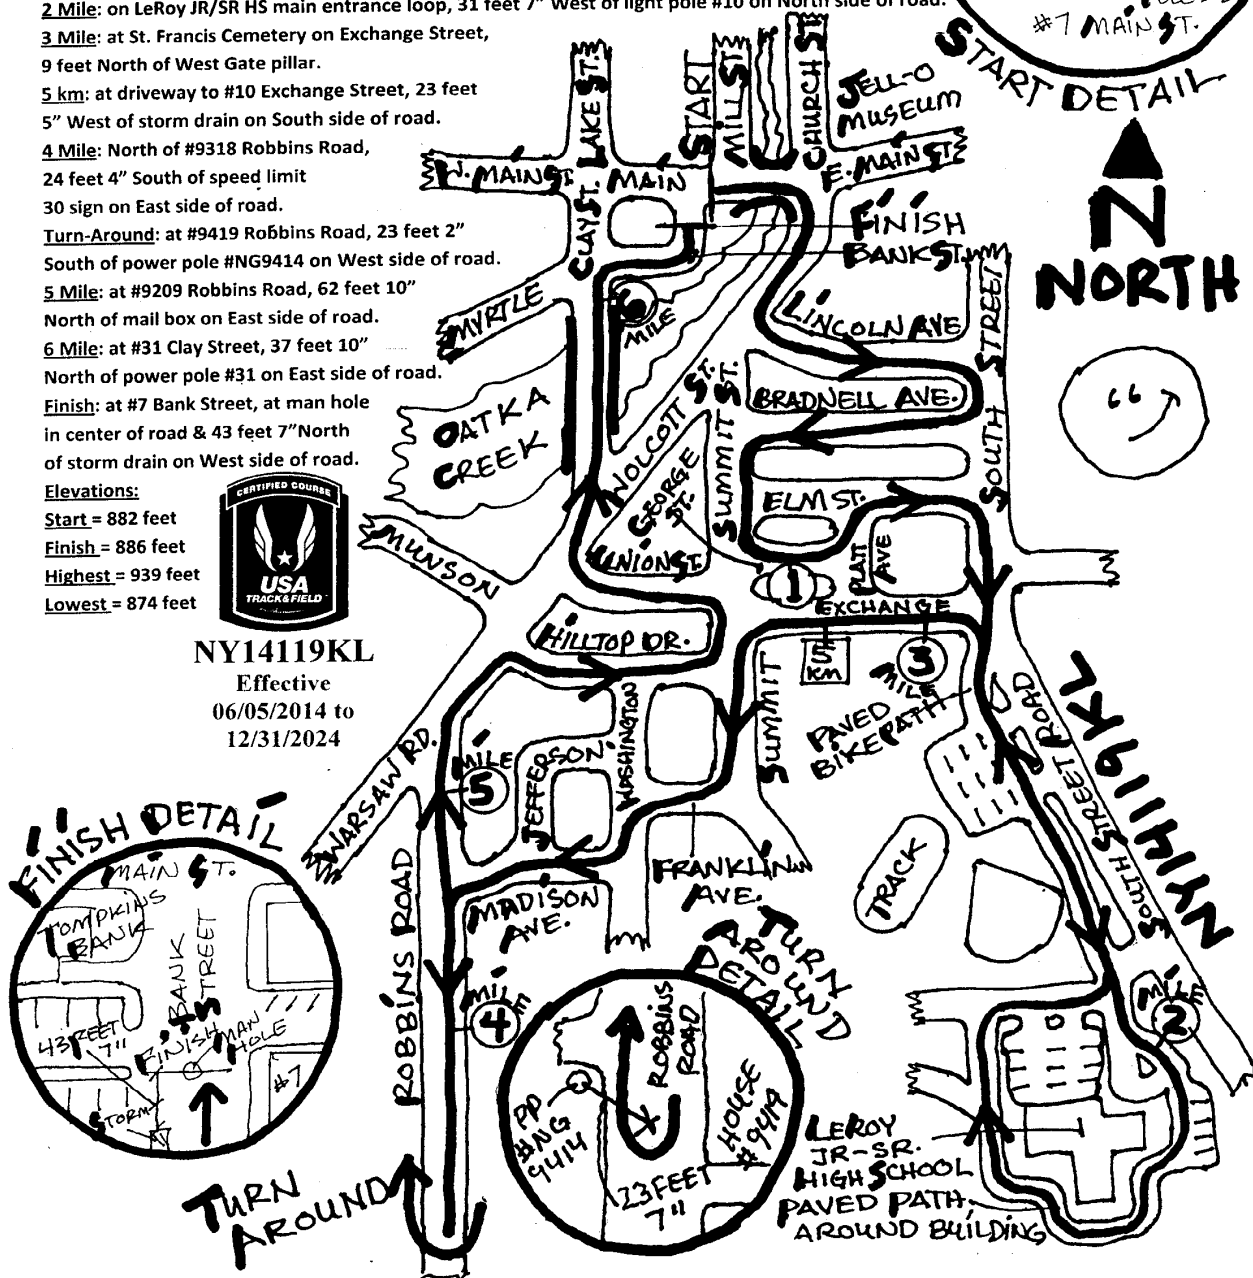 2 Mile: on LeRoy JR/SR HS main entrance loop, 31 feet 7" West of light pole #10 on North side of road.
3 Mile: at St. Francis Cemetery on Exchange Street,
9 feet North of West Gate pillar.
5 km: at driveway to #10 Exchange Street, 23 feet
5" West of storm drain on South side of road.
4 Mile: North of #9318 Robbins Road,
24 feet 4" South of speed limit
30 sign on East side of road.
Turn-Around: at #9419 Robbins Road, 23 feet 2"
South of power pole #NG9414 on West side of road.
5 Mile: at #9209 Robbins Road, 62 feet 10"
North of mail box on East side of road.
6 Mile: at #31 Clay Street, 37 feet 10"
North of power pole #31 on East side of road.
Finish: at #7 Bank Street, at man hole
in center of road & 43 feet 7"North
of storm drain on West side of road.
Elevations:
Start = 882 feet
Finish = 886 feet
Highest = 939 feet
Lowest = 874 feet
CERTIFIED COURSE
USA
TRACK&FIELD
NY14119KL
Effective
06/05/2014 to
12/31/2024
#7 MAIN ST.
START DETAIL
N
NORTH
LAKE ST.
START
MILL ST.
CHURCH ST
JELL-O
MUSEUM
W. MAIN ST.
MAIN
E. MAIN ST
CLAY ST.
FINISH
BANK ST.
MYRTLE
6
MILE
LINCOLN AVE
SOUTH STREET
BRADNELL AVE.
OATKA
CREEK
WOLCOTT ST.
SUMMIT ST.
GEORGE
ST.
ELM ST.
UNION ST.
MUNSON
PLATT
AVE
1
EXCHANGE
HILLTOP DR.
5
KM
3
MILE
SUMMIT
PAVED
BIKEPATH
SOUTH STREET ROAD
SOUTH STREET ROAD
NY14119KL
WARSAW RD.
MILE
5
JEFFERSON
WASHINGTON
FRANKLIN
AVE.
MADISON
AVE.
TRACK
ROBBINS ROAD
MILE
4
MILE
2
LEROY
JR-SR.
HIGH SCHOOL
PAVED PATH
AROUND BUILDING
TURN
AROUND
DETAIL
ROBBINS
ROAD
PP
#NG
9414
HOUSE
#9419
23 FEET
7"
TURN
AROUND
FINISH DETAIL
MAIN ST.
TOMPKINS
BANK
BANK
STREET
43 FEET
7"
FINISH
MAN
HOLE
STORM
#7